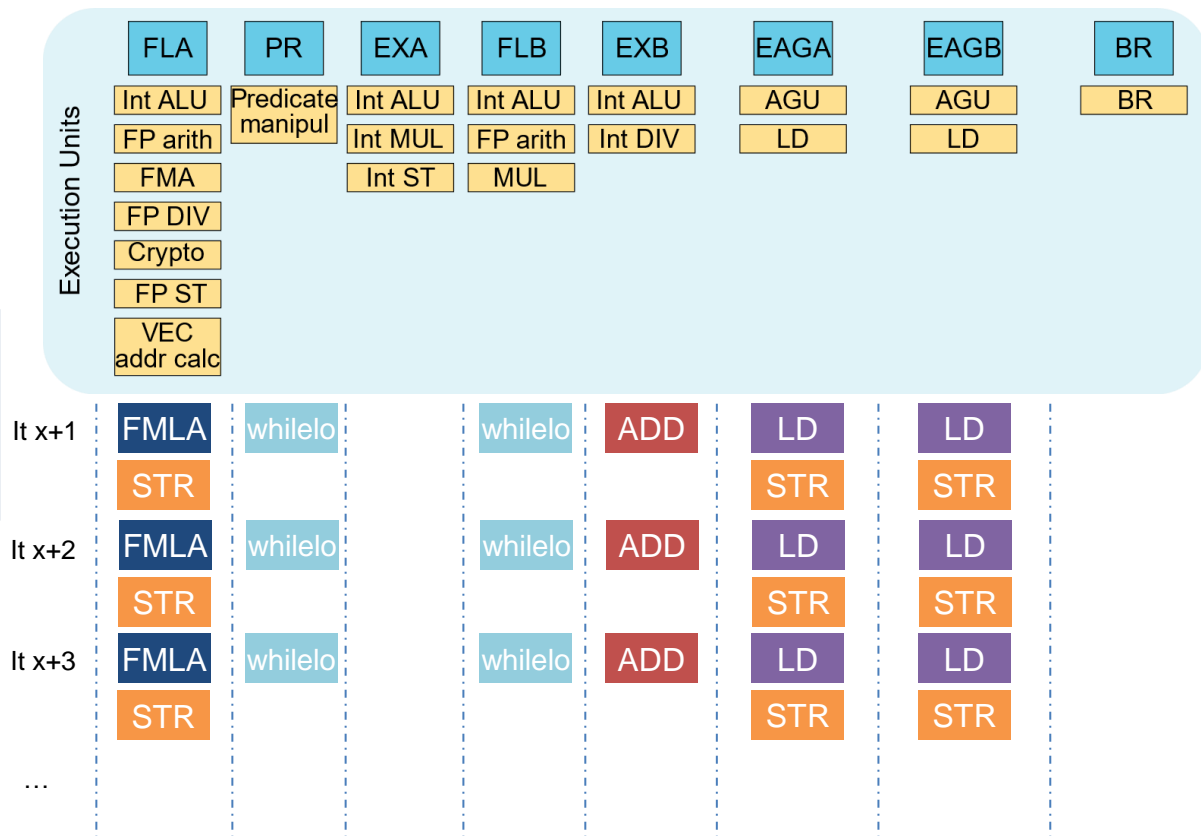 FLA PR EXA FLB EXB EAGA EAGB BR
Int ALU Predicate Int ALU Int ALU Int ALU AGU AGU BR
manipul
FP arith Int MUL FP arith Int DIV LD LD
FMA Int ST MUL
FP DIV
Crypto
FP ST
VEC
addr calc
Execution Units
It x+1 FMLA whilelo whilelo ADD LD LD
STR STR STR
It x+2 FMLA whilelo whilelo ADD LD LD
STR STR STR
It x+3 FMLA whilelo whilelo ADD LD LD
STR STR STR
...